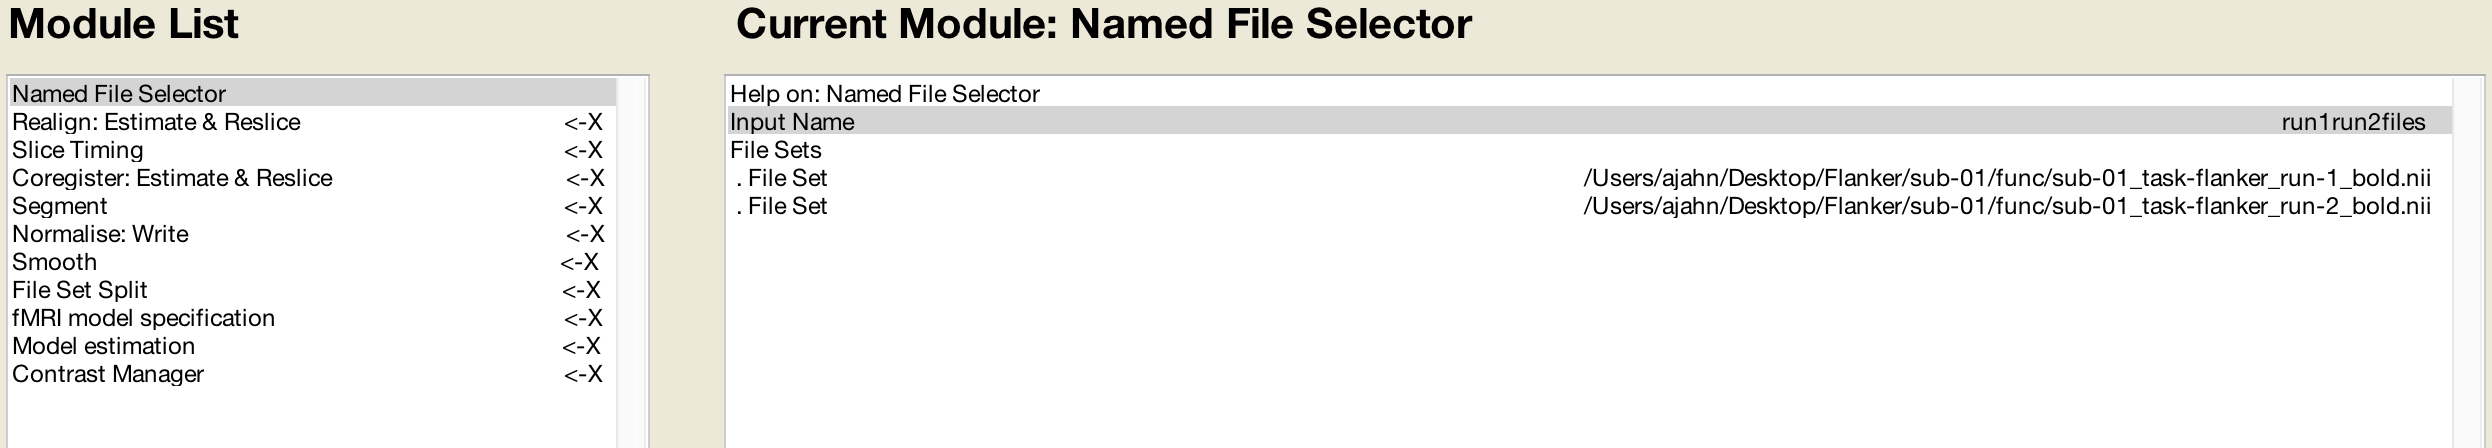 Module List
Named File Selector
Realign: Estimate & Reslice <-X
Slice Timing <-X
Coregister: Estimate & Reslice <-X
Segment <-X
Normalise: Write <-X
Smooth <-X
File Set Split <-X
fMRI model specification <-X
Model estimation <-X
Contrast Manager <-X
Current Module: Named File Selector
Help on: Named File Selector
Input Name run1run2files
File Sets
. File Set /Users/ajahn/Desktop/Flanker/sub-01/func/sub-01_task-flanker_run-1_bold.nii
. File Set /Users/ajahn/Desktop/Flanker/sub-01/func/sub-01_task-flanker_run-2_bold.nii